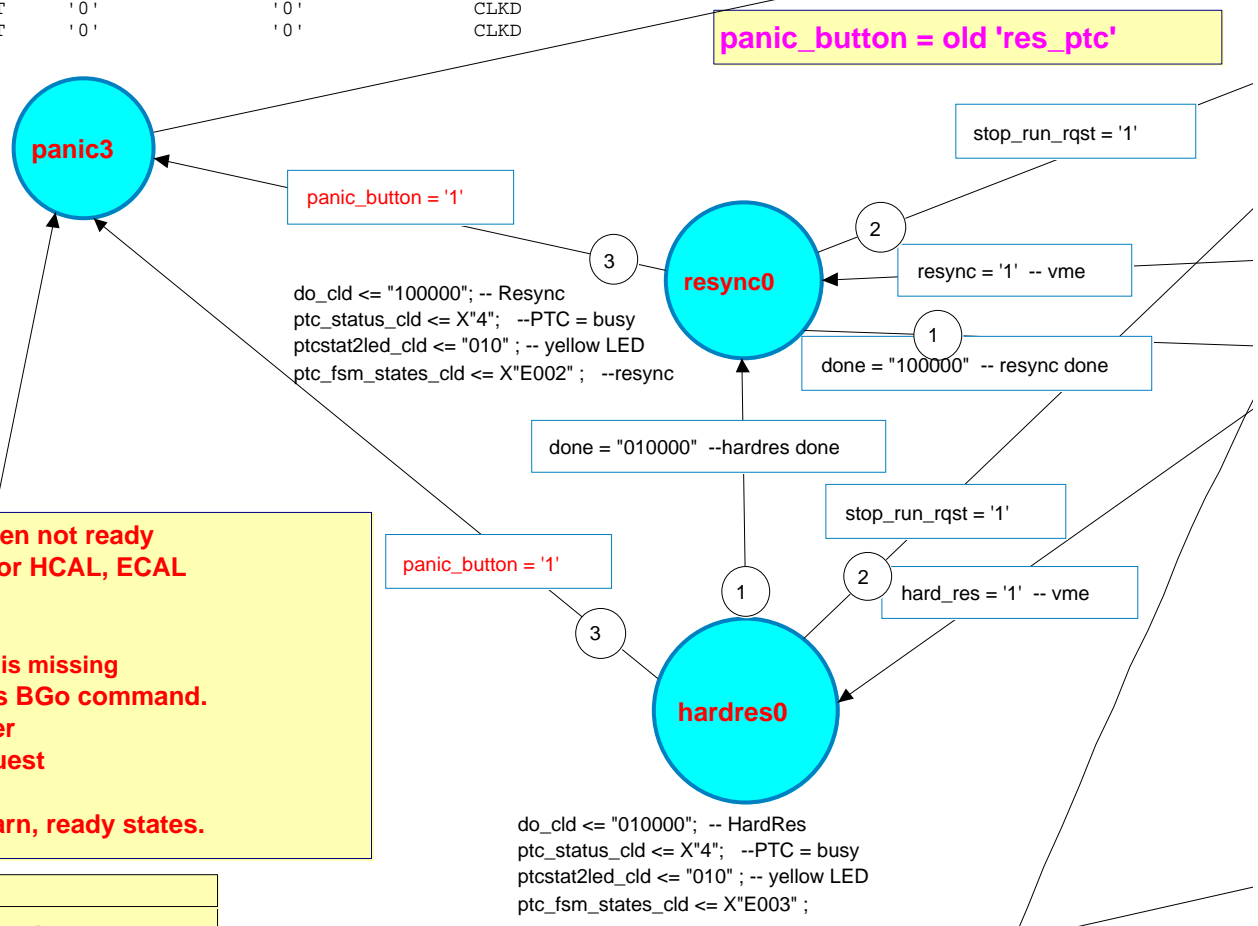 T '0' '0' CLKD
T '0' '0' CLKD
panic_button = old 'res_ptc'
panic3
stop_run_rqst = '1'
panic_button = '1'
2
3
resync0
resync = '1' -- vme
do_cld <= "100000"; -- Resync
ptc_status_cld <= X"4"; --PTC = busy
ptcstat2led_cld <= "010" ; -- yellow LED
ptc_fsm_states_cld <= X"E002" ; --resync
1
done = "100000" -- resync done
done = "010000" --hardres done
stop_run_rqst = '1'
en not ready
or HCAL, ECAL
is missing
s BGo command.
er
uest
arn, ready states.
panic_button = '1'
1
2
hard_res = '1' -- vme
3
hardres0
do_cld <= "010000"; -- HardRes
ptc_status_cld <= X"4"; --PTC = busy
ptcstat2led_cld <= "010" ; -- yellow LED
ptc_fsm_states_cld <= X"E003" ;